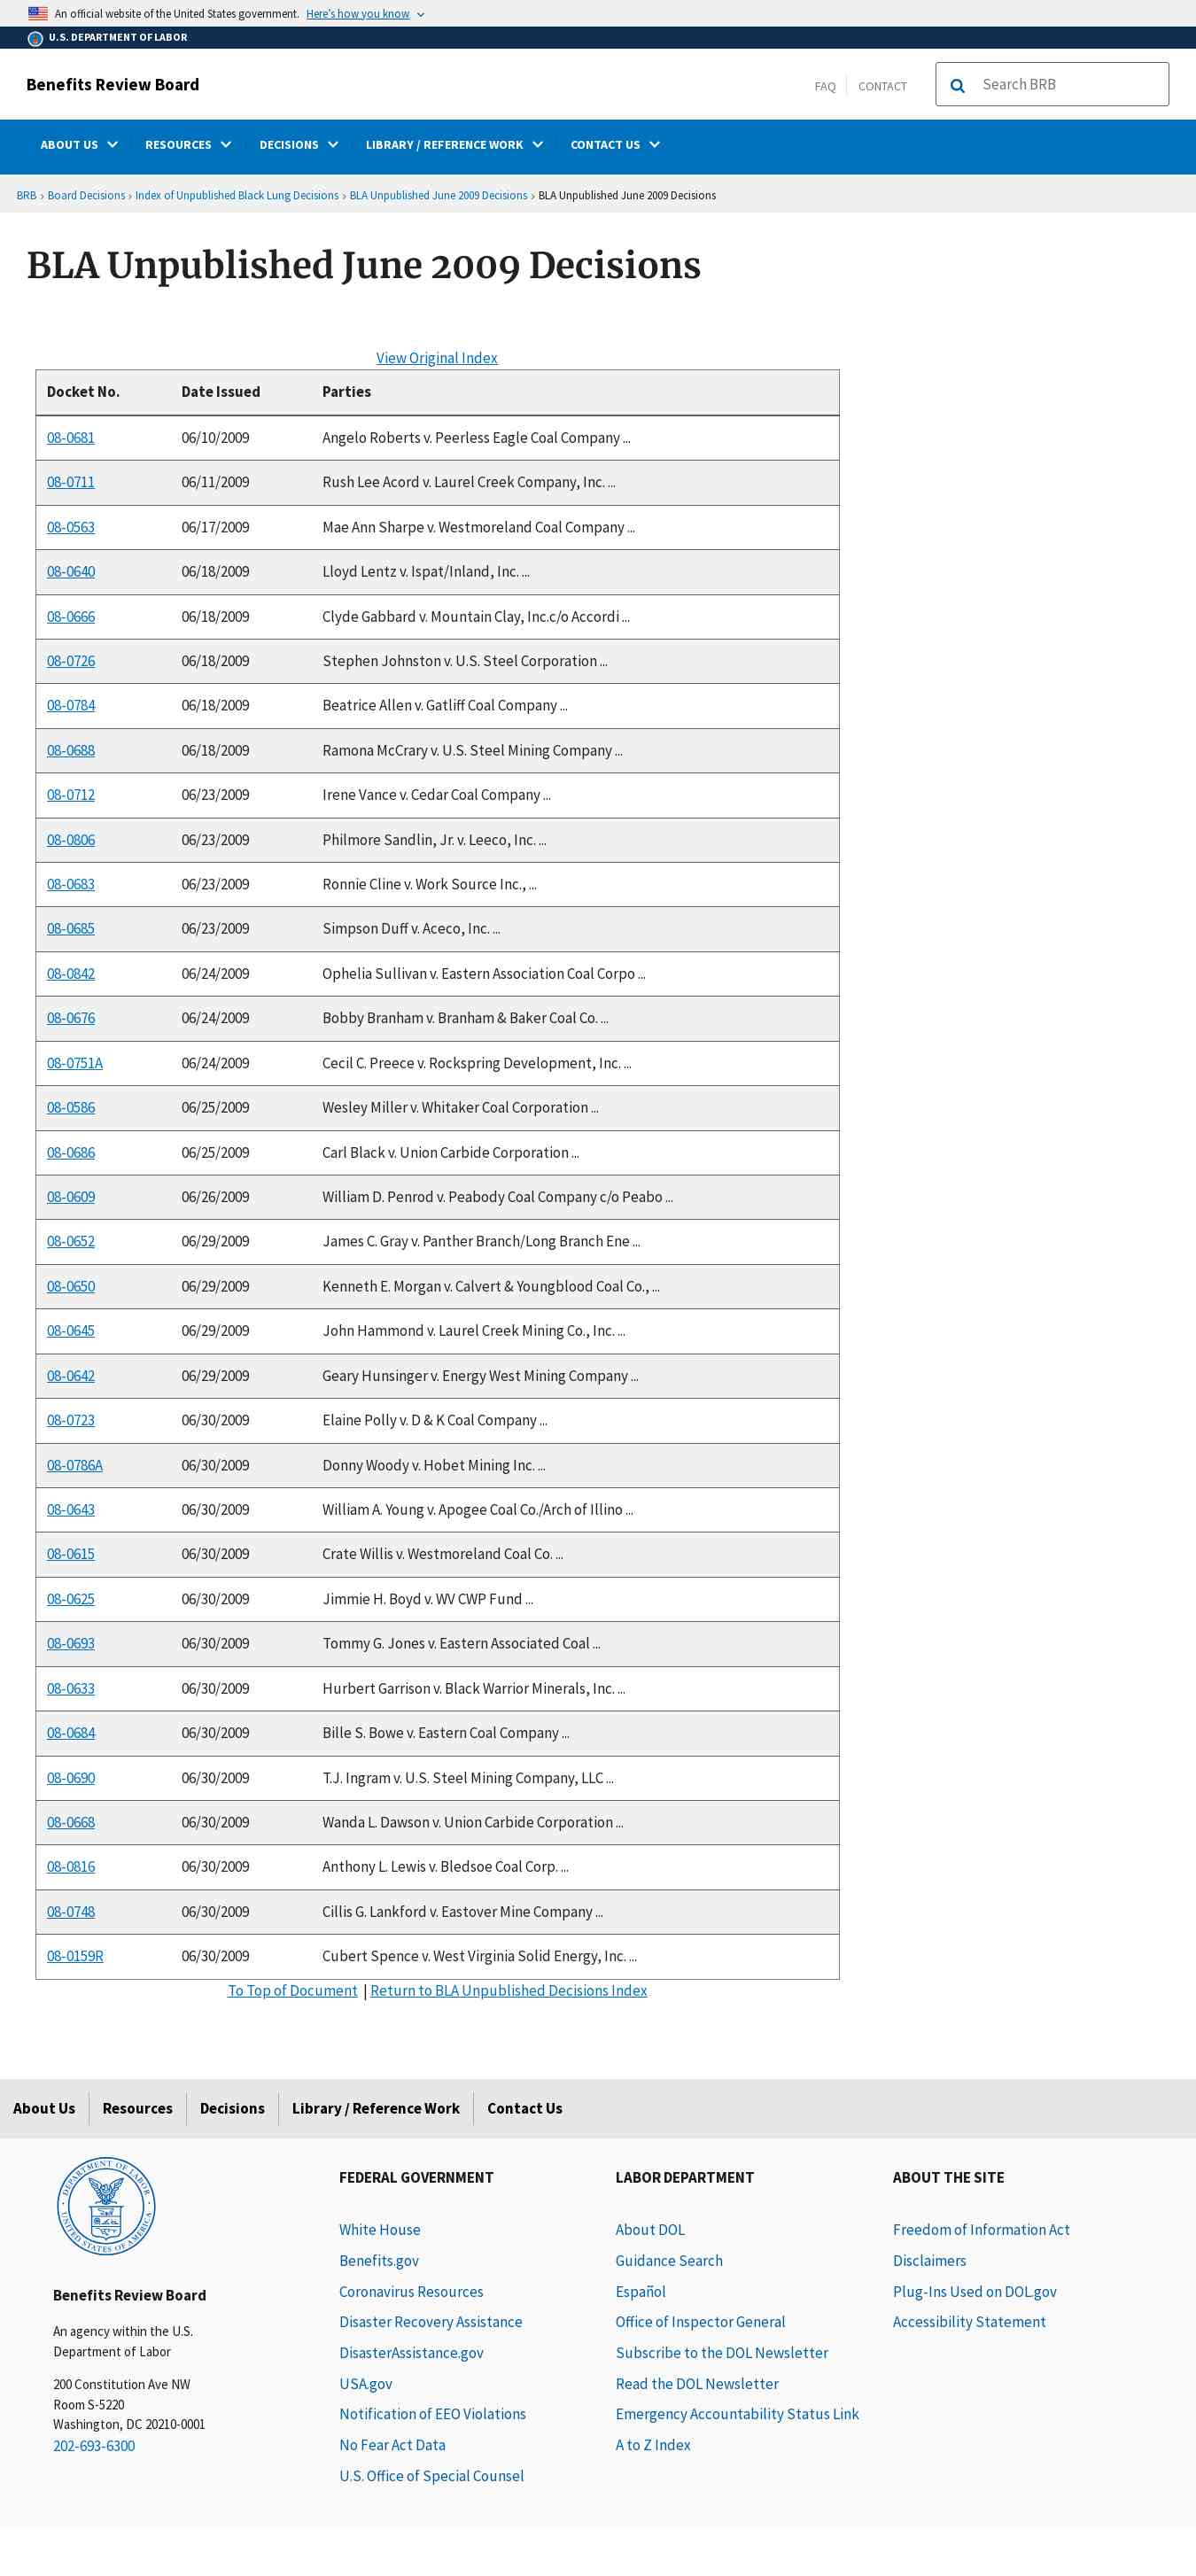 An official website of the United States government. Here's how you know
U.S. DEPARTMENT OF LABOR
Benefits Review Board
FAQ CONTACT Search BRB
ABOUT US RESOURCES DECISIONS LIBRARY / REFERENCE WORK CONTACT US
BRB › Board Decisions › Index of Unpublished Black Lung Decisions › BLA Unpublished June 2009 Decisions › BLA Unpublished June 2009 Decisions
BLA Unpublished June 2009 Decisions
View Original Index
Docket No. Date Issued Parties
08-0681 06/10/2009 Angelo Roberts v. Peerless Eagle Coal Company ...
08-0711 06/11/2009 Rush Lee Acord v. Laurel Creek Company, Inc. ...
08-0563 06/17/2009 Mae Ann Sharpe v. Westmoreland Coal Company ...
08-0640 06/18/2009 Lloyd Lentz v. Ispat/Inland, Inc. ...
08-0666 06/18/2009 Clyde Gabbard v. Mountain Clay, Inc.c/o Accordi ...
08-0726 06/18/2009 Stephen Johnston v. U.S. Steel Corporation ...
08-0784 06/18/2009 Beatrice Allen v. Gatliff Coal Company ...
08-0688 06/18/2009 Ramona McCrary v. U.S. Steel Mining Company ...
08-0712 06/23/2009 Irene Vance v. Cedar Coal Company ...
08-0806 06/23/2009 Philmore Sandlin, Jr. v. Leeco, Inc. ...
08-0683 06/23/2009 Ronnie Cline v. Work Source Inc., ...
08-0685 06/23/2009 Simpson Duff v. Aceco, Inc. ...
08-0842 06/24/2009 Ophelia Sullivan v. Eastern Association Coal Corpo ...
08-0676 06/24/2009 Bobby Branham v. Branham & Baker Coal Co. ...
08-0751A 06/24/2009 Cecil C. Preece v. Rockspring Development, Inc. ...
08-0586 06/25/2009 Wesley Miller v. Whitaker Coal Corporation ...
08-0686 06/25/2009 Carl Black v. Union Carbide Corporation ...
08-0609 06/26/2009 William D. Penrod v. Peabody Coal Company c/o Peabo ...
08-0652 06/29/2009 James C. Gray v. Panther Branch/Long Branch Ene ...
08-0650 06/29/2009 Kenneth E. Morgan v. Calvert & Youngblood Coal Co., ...
08-0645 06/29/2009 John Hammond v. Laurel Creek Mining Co., Inc. ...
08-0642 06/29/2009 Geary Hunsinger v. Energy West Mining Company ...
08-0723 06/30/2009 Elaine Polly v. D & K Coal Company ...
08-0786A 06/30/2009 Donny Woody v. Hobet Mining Inc. ...
08-0643 06/30/2009 William A. Young v. Apogee Coal Co./Arch of Illino ...
08-0615 06/30/2009 Crate Willis v. Westmoreland Coal Co. ...
08-0625 06/30/2009 Jimmie H. Boyd v. WV CWP Fund ...
08-0693 06/30/2009 Tommy G. Jones v. Eastern Associated Coal ...
08-0633 06/30/2009 Hurbert Garrison v. Black Warrior Minerals, Inc. ...
08-0684 06/30/2009 Bille S. Bowe v. Eastern Coal Company ...
08-0690 06/30/2009 T.J. Ingram v. U.S. Steel Mining Company, LLC ...
08-0668 06/30/2009 Wanda L. Dawson v. Union Carbide Corporation ...
08-0816 06/30/2009 Anthony L. Lewis v. Bledsoe Coal Corp. ...
08-0748 06/30/2009 Cillis G. Lankford v. Eastover Mine Company ...
08-0159R 06/30/2009 Cubert Spence v. West Virginia Solid Energy, Inc. ...
To Top of Document | Return to BLA Unpublished Decisions Index
About Us Resources Decisions Library / Reference Work Contact Us
DEPARTMENT OF LABOR
UNITED STATES OF AMERICA
Benefits Review Board
An agency within the U.S.
Department of Labor
200 Constitution Ave NW
Room S-5220
Washington, DC 20210-0001
202-693-6300
FEDERAL GOVERNMENT
White House
Benefits.gov
Coronavirus Resources
Disaster Recovery Assistance
DisasterAssistance.gov
USA.gov
Notification of EEO Violations
No Fear Act Data
U.S. Office of Special Counsel
LABOR DEPARTMENT
About DOL
Guidance Search
Español
Office of Inspector General
Subscribe to the DOL Newsletter
Read the DOL Newsletter
Emergency Accountability Status Link
A to Z Index
ABOUT THE SITE
Freedom of Information Act
Disclaimers
Plug-Ins Used on DOL.gov
Accessibility Statement